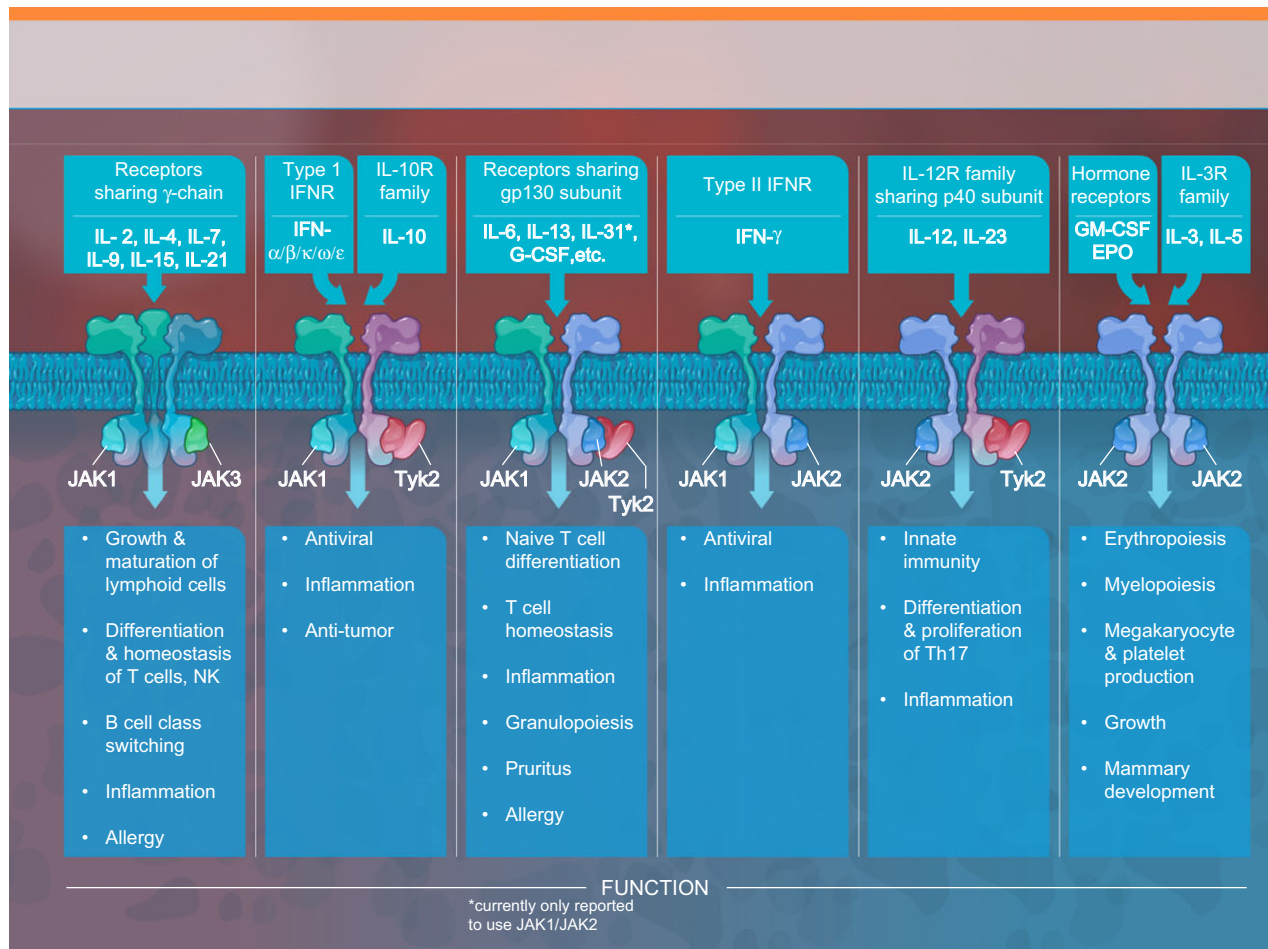 Receptors
sharing γ-chain
IL- 2, IL-4, IL-7,
IL-9, IL-15, IL-21
Type 1
IFNR
IFN-
α/β/κ/ω/ε
IL-10R
family
IL-10
Receptors sharing
gp130 subunit
IL-6, IL-13, IL-31*,
G-CSF,etc.
Type II IFNR
IFN-γ
IL-12R family
sharing p40 subunit
IL-12, IL-23
Hormone
receptors
GM-CSF
EPO
IL-3R
family
IL-3, IL-5
JAK1
JAK3
JAK1
Tyk2
JAK1
JAK2
Tyk2
JAK1
JAK2
JAK2
Tyk2
JAK2
JAK2
• Growth &
maturation of
lymphoid cells
• Differentiation
& homeostasis
of T cells, NK
• B cell class
switching
• Inflammation
• Allergy
• Antiviral
• Inflammation
• Anti-tumor
• Naive T cell
differentiation
• T cell
homeostasis
• Inflammation
• Granulopoiesis
• Pruritus
• Allergy
• Antiviral
• Inflammation
• Innate
immunity
• Differentiation
& proliferation
of Th17
• Inflammation
• Erythropoiesis
• Myelopoiesis
• Megakaryocyte
& platelet
production
• Growth
• Mammary
development
FUNCTION
*currently only reported
to use JAK1/JAK2